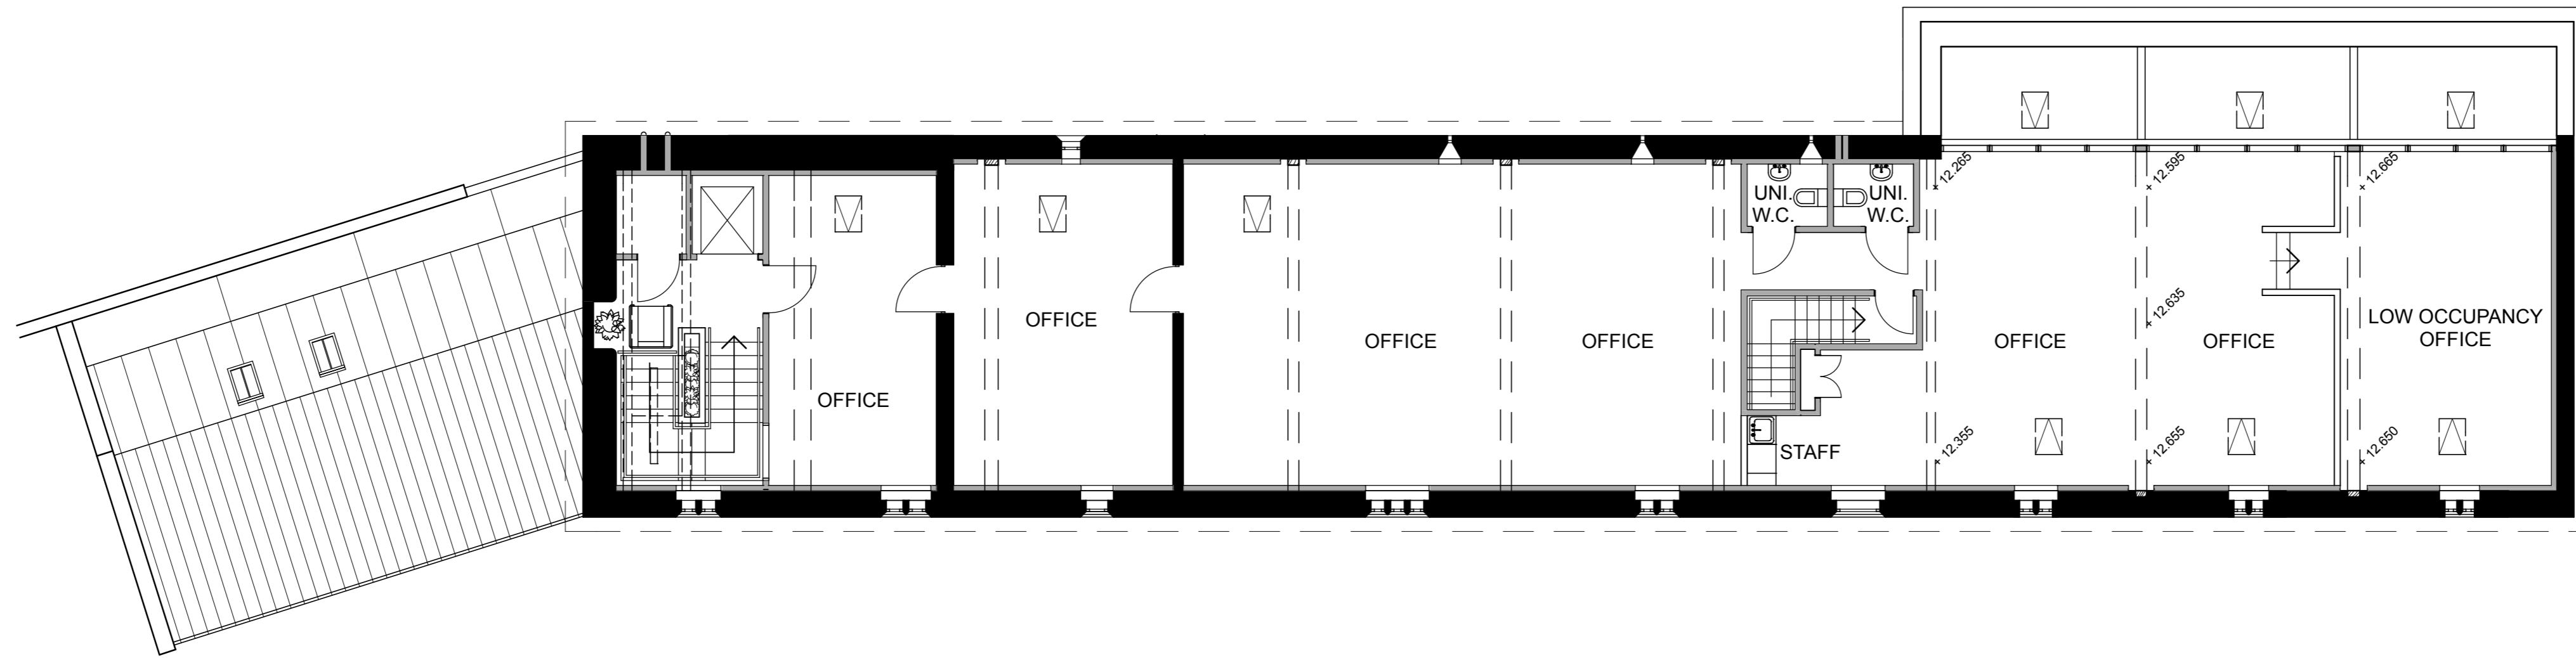 OFFICE
OFFICE
OFFICE
OFFICE
UNI.
W.C.
UNI.
W.C.
STAFF
12.265
12.355
OFFICE
12.595
12.635
12.655
OFFICE
12.665
12.650
LOW OCCUPANCY
OFFICE